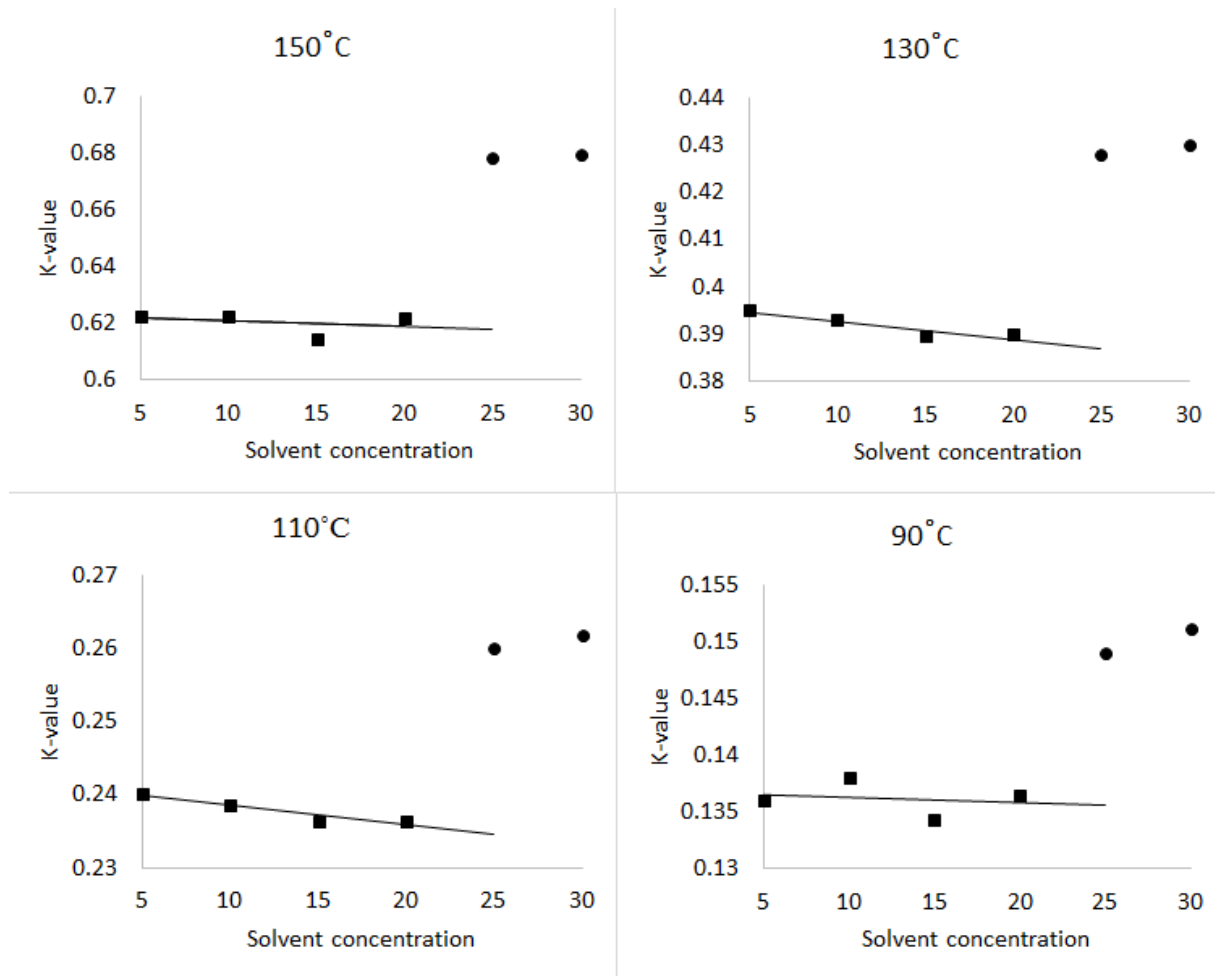 150˚C
0.7
0.68
0.66
0.64
0.62
0.6
K-value
5 10 15 20 25 30
Solvent concentration
130˚C
0.44
0.43
0.42
0.41
0.4
0.39
0.38
K-value
5 10 15 20 25 30
Solvent concentration
110°C
0.27
0.26
0.25
0.24
0.23
K-value
5 10 15 20 25 30
Solvent concentration
90˚C
0.155
0.15
0.145
0.14
0.135
0.13
K-value
5 10 15 20 25 30
Solvent concentration